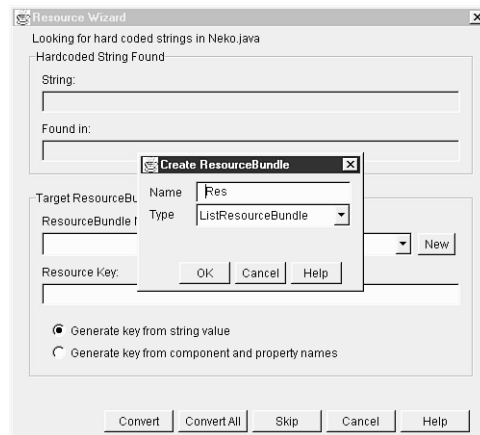 Resource Wizard
Looking for hard coded strings in Neko.java
Hardcoded String Found
String:
Found in:
Create ResourceBundle
Name Res
Type ListResourceBundle
OK Cancel Help
Target ResourceBu
ResourceBundle N
New
Resource Key:
Generate key from string value
Generate key from component and property names
Convert Convert All Skip Cancel Help